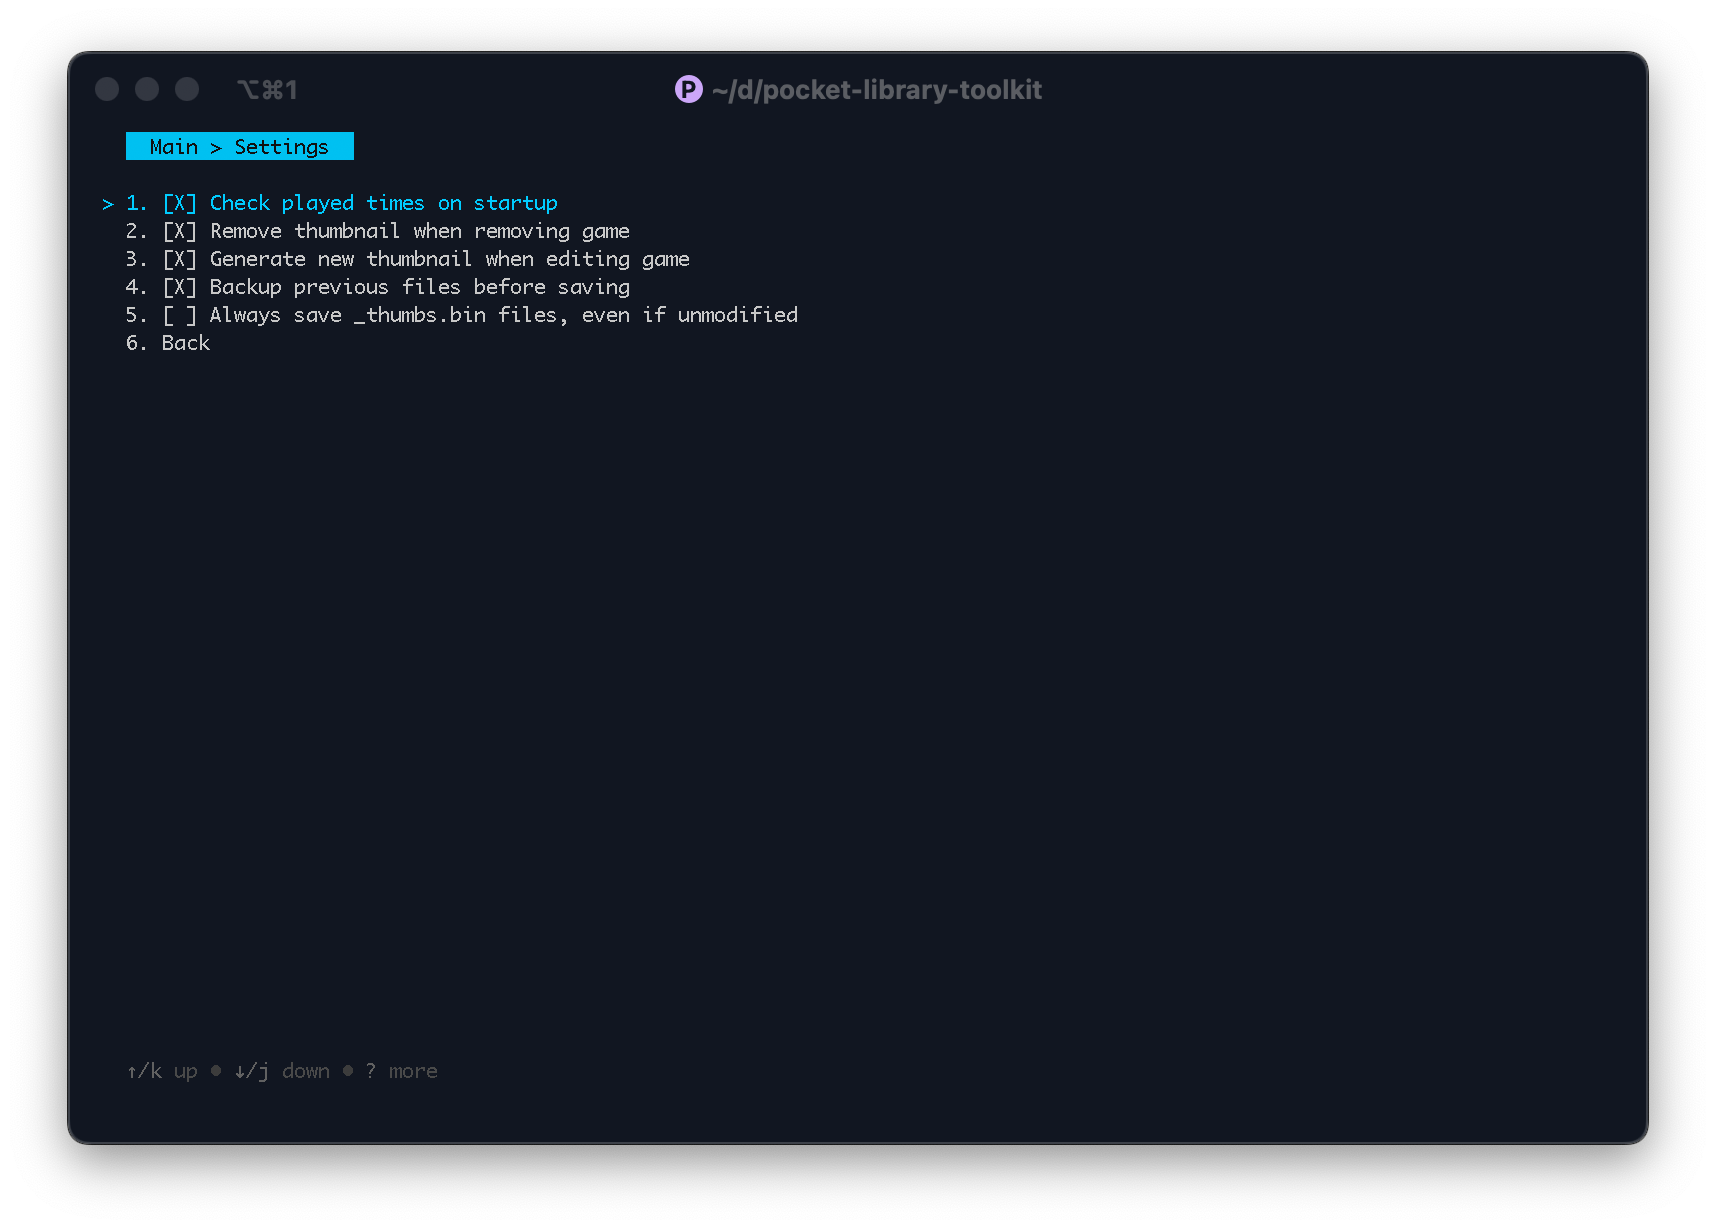 ⌥⌘1
P ~/d/pocket-library-toolkit
Main > Settings
> 1. [X] Check played times on startup
2. [X] Remove thumbnail when removing game
3. [X] Generate new thumbnail when editing game
4. [X] Backup previous files before saving
5. [ ] Always save _thumbs.bin files, even if unmodified
6. Back
↑/k up • ↓/j down • ? more